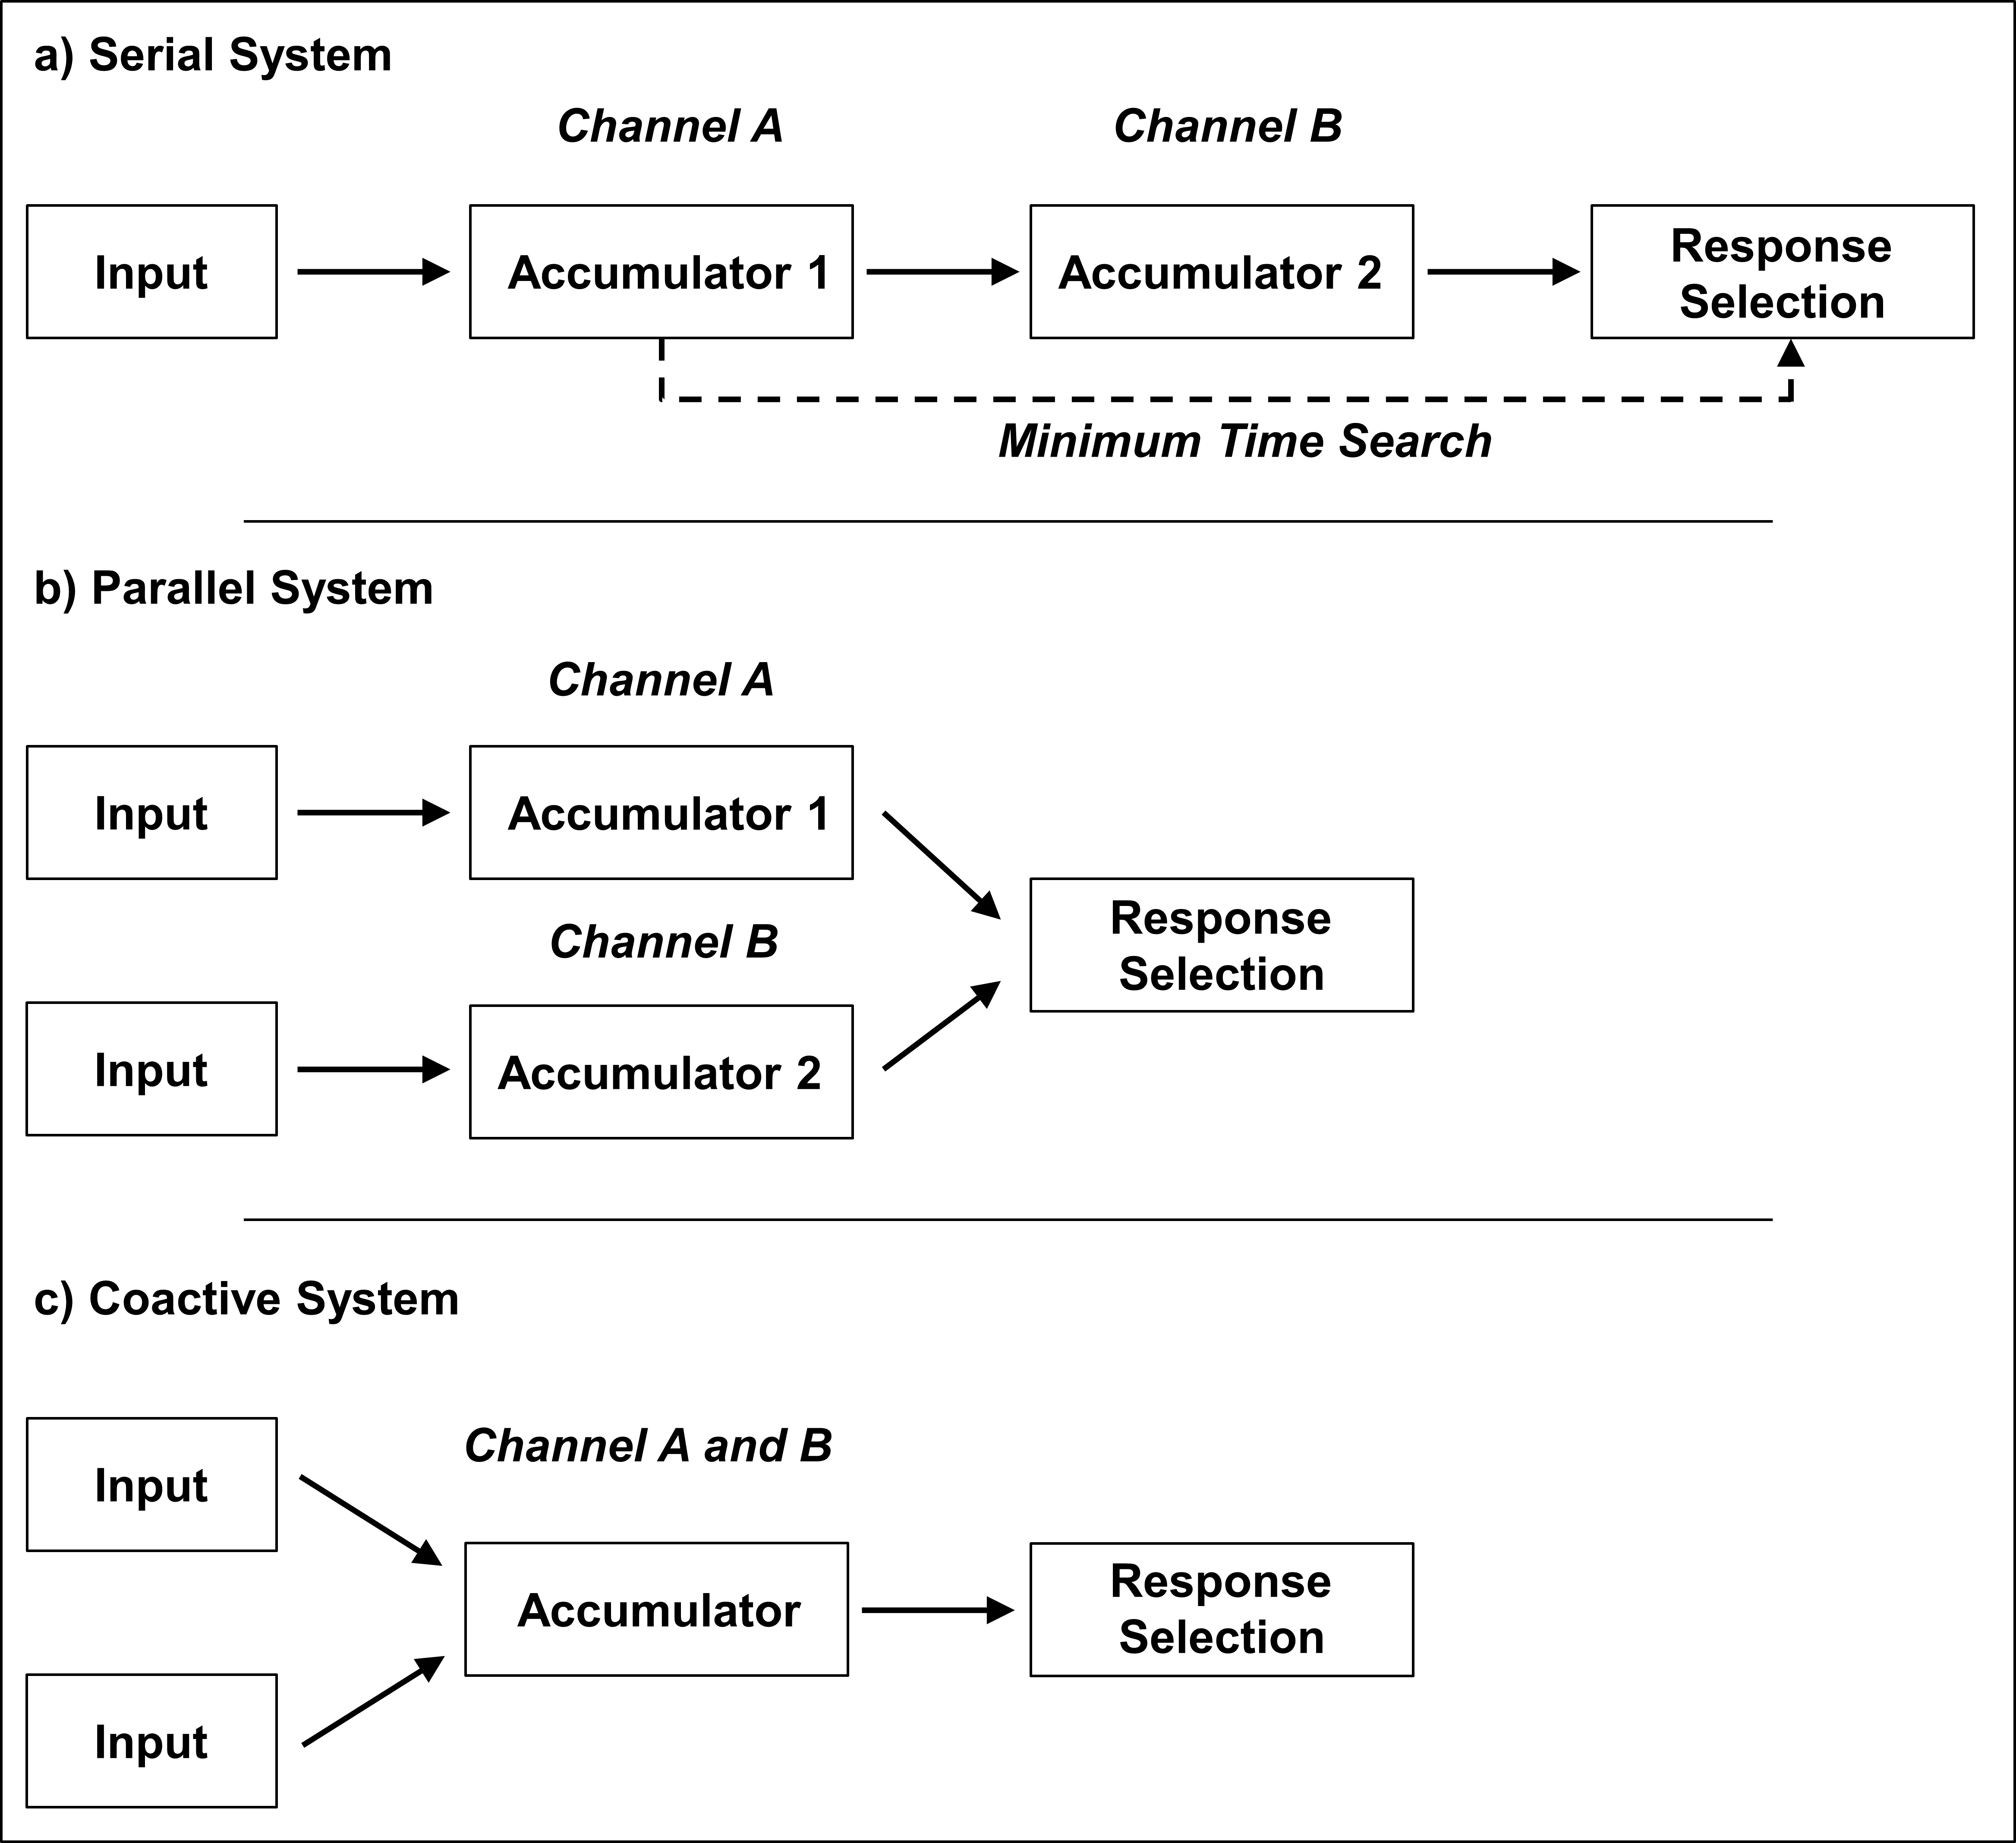 a) Serial System
Channel A
Channel B
Input
Accumulator 1
Accumulator 2
Response
Selection
Minimum Time Search
b) Parallel System
Channel A
Input
Accumulator 1
Channel B
Response
Selection
Input
Accumulator 2
c) Coactive System
Channel A and B
Input
Accumulator
Response
Selection
Input